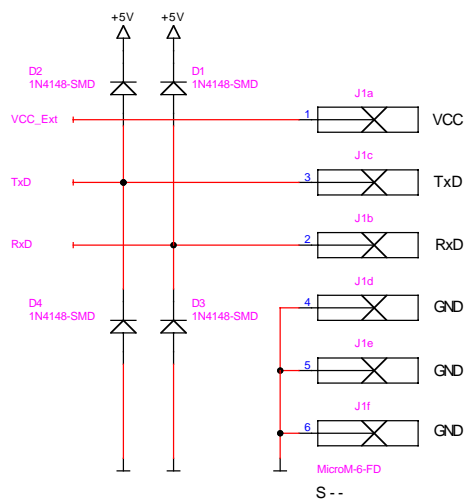 +5V
+5V
D2
1N4148-SMD
D1
1N4148-SMD
J1a
VCC_Ext
1
VCC
J1c
TxD
3
TxD
J1b
RxD
2
RxD
J1d
4
GND
D4
1N4148-SMD
D3
1N4148-SMD
J1e
5
GND
J1f
6
GND
MicroM-6-FD
S - -